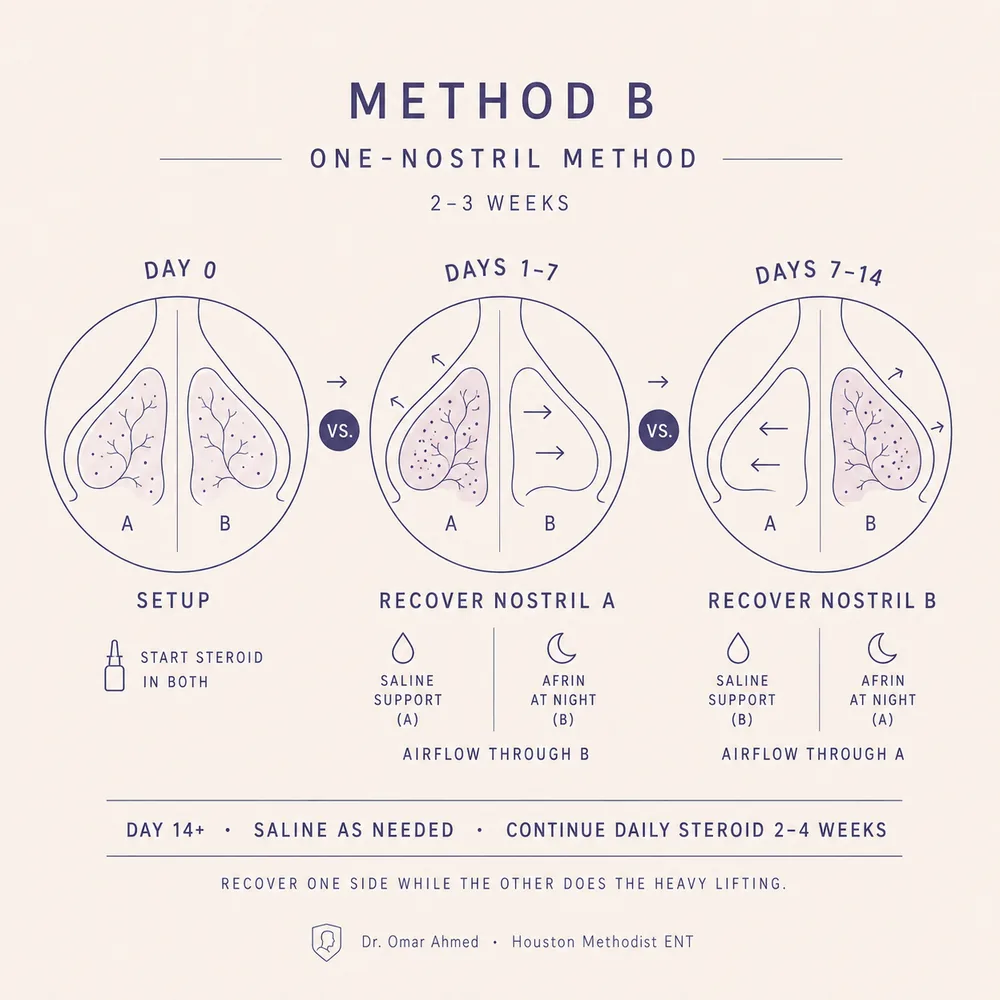 METHOD B
ONE-NOSTRIL METHOD
2–3 WEEKS
DAY 0
A
B
SETUP
START STEROID
IN BOTH
VS.
DAYS 1–7
A
B
RECOVER NOSTRIL A
SALINE
SUPPORT
(A)
AFRIN
AT NIGHT
(B)
AIRFLOW THROUGH B
VS.
DAYS 7–14
A
B
RECOVER NOSTRIL B
SALINE
SUPPORT
(B)
AFRIN
AT NIGHT
(A)
AIRFLOW THROUGH A
DAY 14+ • SALINE AS NEEDED • CONTINUE DAILY STEROID 2–4 WEEKS
RECOVER ONE SIDE WHILE THE OTHER DOES THE HEAVY LIFTING.
Dr. Omar Ahmed • Houston Methodist ENT